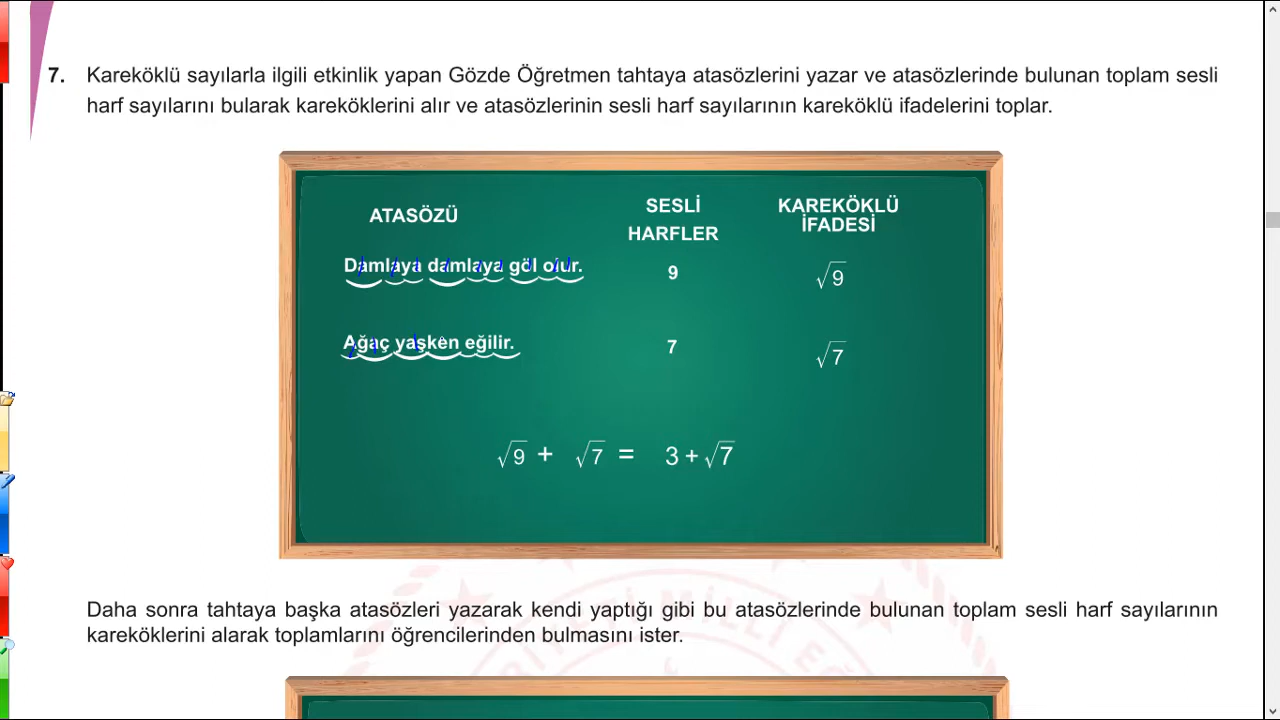 7. Kareköklü sayılarla ilgili etkinlik yapan Gözde Öğretmen tahtaya atasözlerini yazar ve atasözlerinde bulunan toplam sesli
harf sayılarını bularak kareköklerini alır ve atasözlerinin sesli harf sayılarının kareköklü ifadelerini toplar.
ATASÖZÜ
SESLİ
HARFLER
KAREKÖKLÜ
İFADESİ
Damlaya damlaya göl olur. 9 √9
Ağaç yaşken eğilir. 7 √7
√9 + √7 = 3 + √7
Daha sonra tahtaya başka atasözleri yazarak kendi yaptığı gibi bu atasözlerinde bulunan toplam sesli harf sayılarının
kareköklerini alarak toplamlarını öğrencilerinden bulmasını ister.